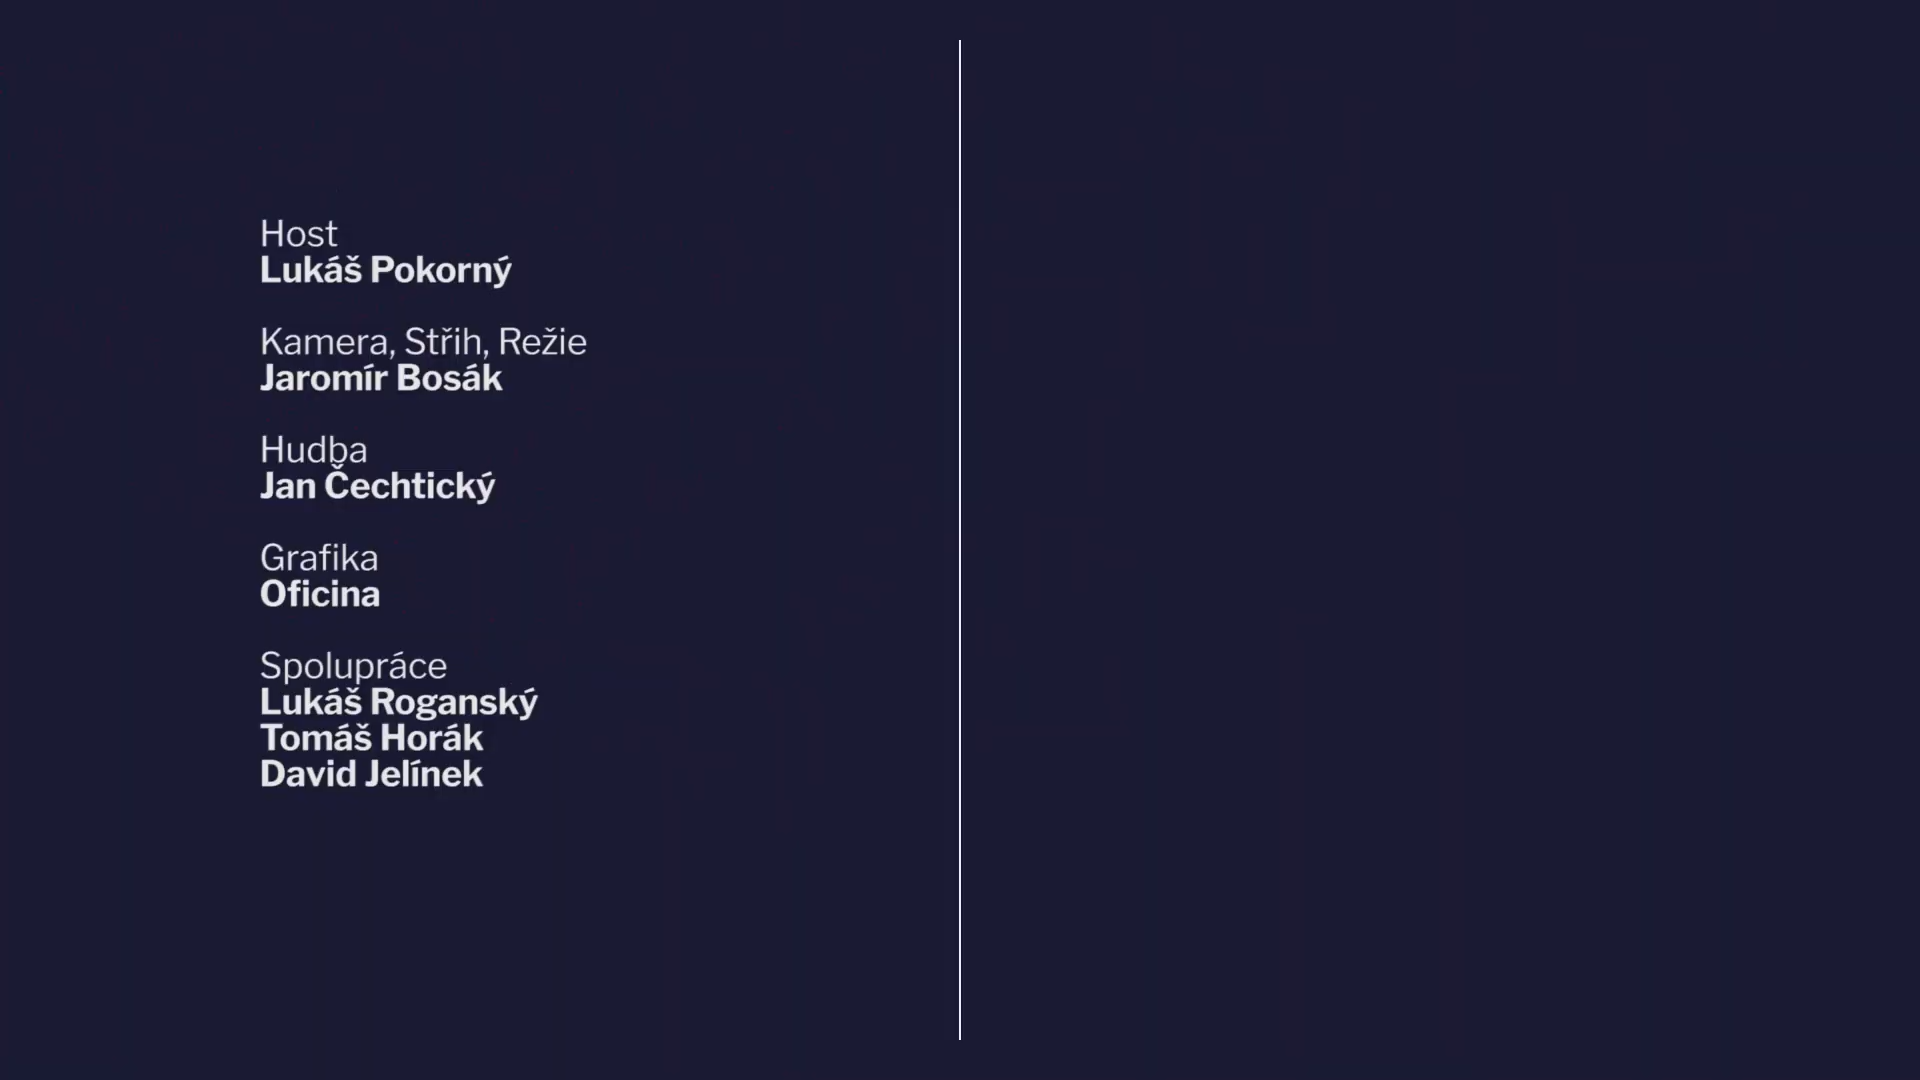 Host
Lukáš Pokorný
Kamera, Střih, Režie
Jaromír Bosák
Hudba
Jan Čechtický
Grafika
Oficina
Spolupráce
Lukáš Roganský
Tomáš Horák
David Jelínek